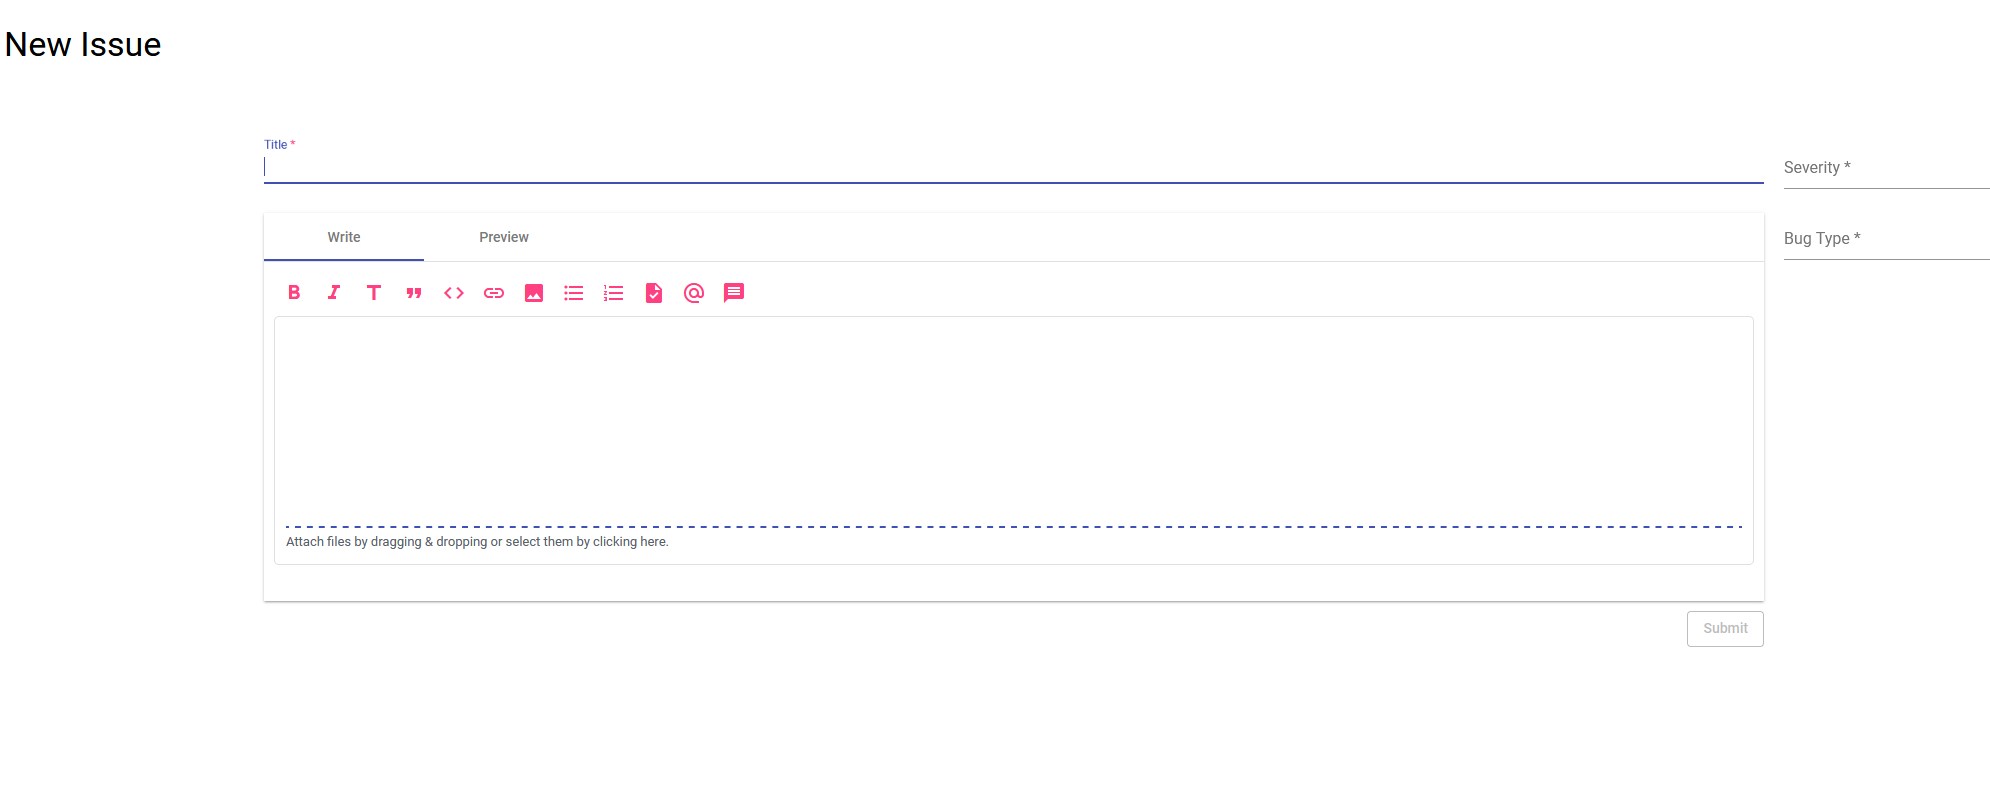 New Issue
Title *
Severity *
Write
Preview
Bug Type *
Attach files by dragging & dropping or select them by clicking here.
Submit